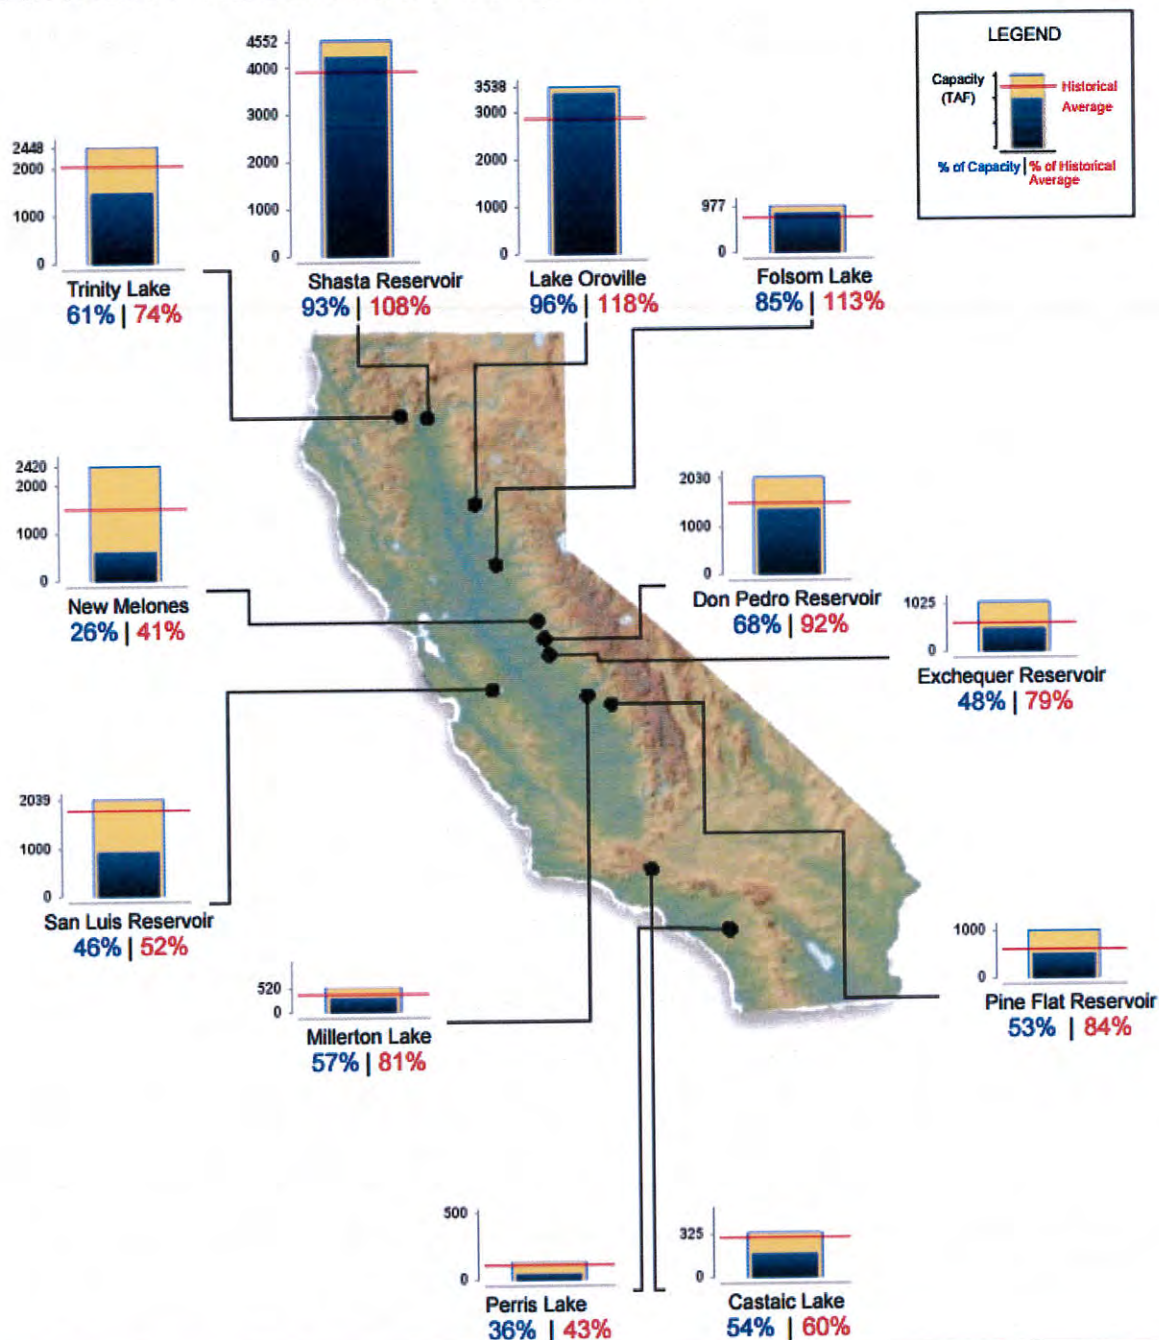 LEGEND
Capacity
(TAF)
Historical
Average
% of Capacity | % of Historical
Average
4552
4000
3000
2000
1000
0
Shasta Reservoir
93% | 108%
3538
3000
2000
1000
0
Lake Oroville
96% | 118%
2448
2000
1000
0
Trinity Lake
61% | 74%
977
0
Folsom Lake
85% | 113%
2420
2000
1000
0
New Melones
26% | 41%
2030
1000
0
Don Pedro Reservoir
68% | 92%
1025
0
Exchequer Reservoir
48% | 79%
2039
1000
0
San Luis Reservoir
46% | 52%
1000
0
Pine Flat Reservoir
53% | 84%
520
0
Millerton Lake
57% | 81%
500
0
Perris Lake
36% | 43%
325
0
Castaic Lake
54% | 60%